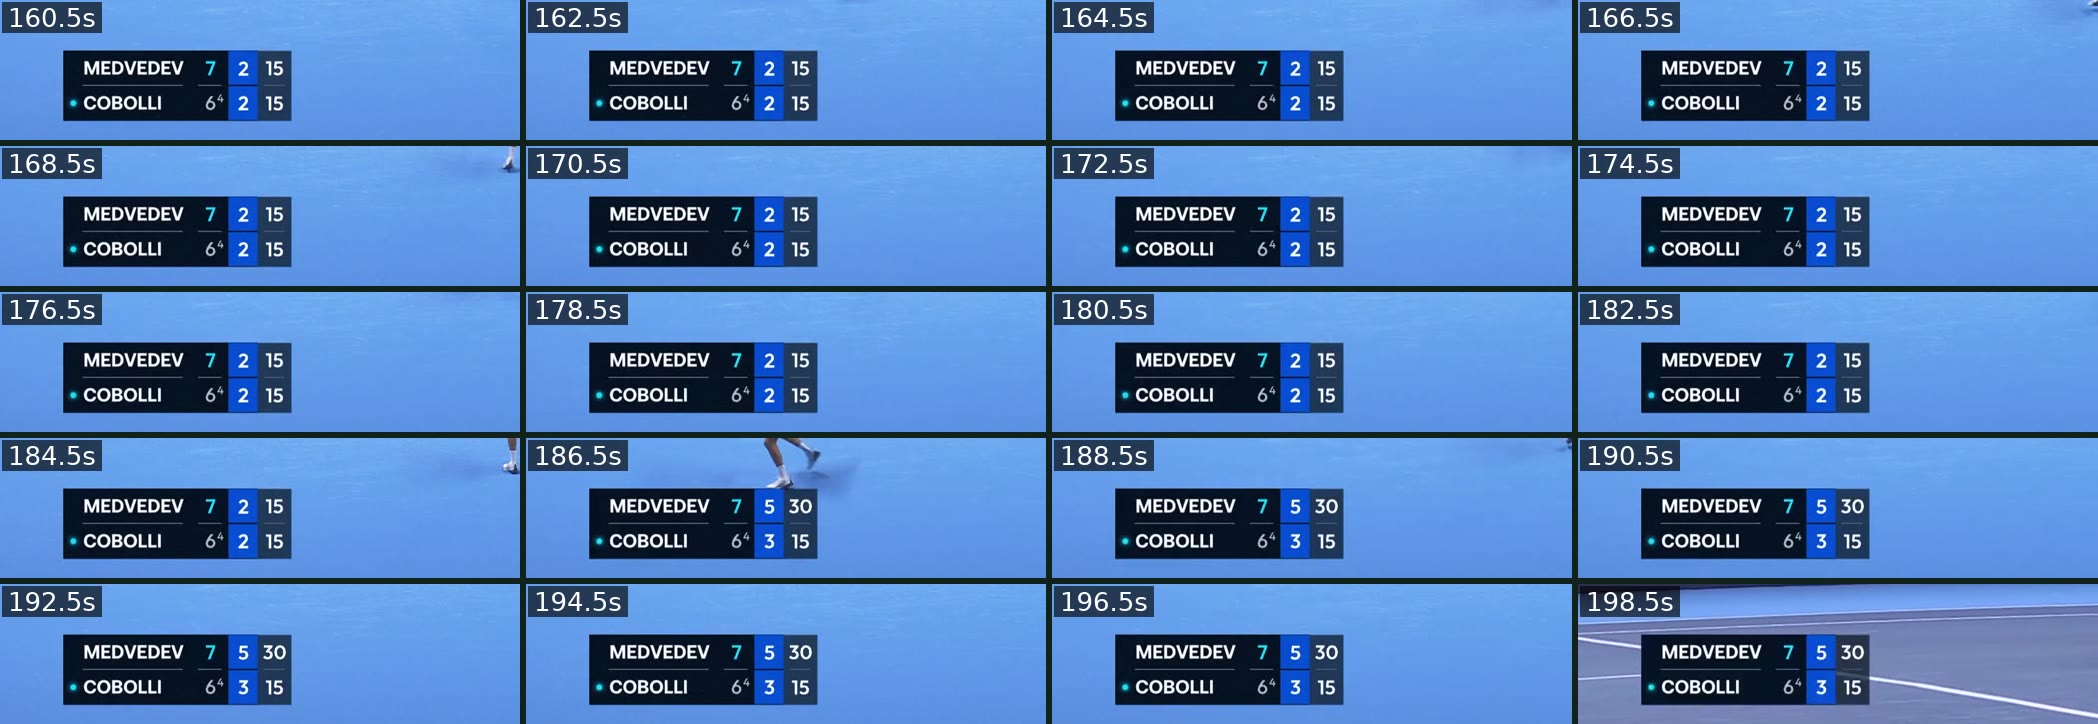 160.5s 162.5s 164.5s 166.5s
MEDVEDEV 7 2 15 MEDVEDEV 7 2 15 MEDVEDEV 7 2 15 MEDVEDEV 7 2 15
COBOLLI 6⁴ 2 15 COBOLLI 6⁴ 2 15 COBOLLI 6⁴ 2 15 COBOLLI 6⁴ 2 15
168.5s 170.5s 172.5s 174.5s
MEDVEDEV 7 2 15 MEDVEDEV 7 2 15 MEDVEDEV 7 2 15 MEDVEDEV 7 2 15
COBOLLI 6⁴ 2 15 COBOLLI 6⁴ 2 15 COBOLLI 6⁴ 2 15 COBOLLI 6⁴ 2 15
176.5s 178.5s 180.5s 182.5s
MEDVEDEV 7 2 15 MEDVEDEV 7 2 15 MEDVEDEV 7 2 15 MEDVEDEV 7 2 15
COBOLLI 6⁴ 2 15 COBOLLI 6⁴ 2 15 COBOLLI 6⁴ 2 15 COBOLLI 6⁴ 2 15
184.5s 186.5s 188.5s 190.5s
MEDVEDEV 7 2 15 MEDVEDEV 7 5 30 MEDVEDEV 7 5 30 MEDVEDEV 7 5 30
COBOLLI 6⁴ 2 15 COBOLLI 6⁴ 3 15 COBOLLI 6⁴ 3 15 COBOLLI 6⁴ 3 15
192.5s 194.5s 196.5s 198.5s
MEDVEDEV 7 5 30 MEDVEDEV 7 5 30 MEDVEDEV 7 5 30 MEDVEDEV 7 5 30
COBOLLI 6⁴ 3 15 COBOLLI 6⁴ 3 15 COBOLLI 6⁴ 3 15 COBOLLI 6⁴ 3 15